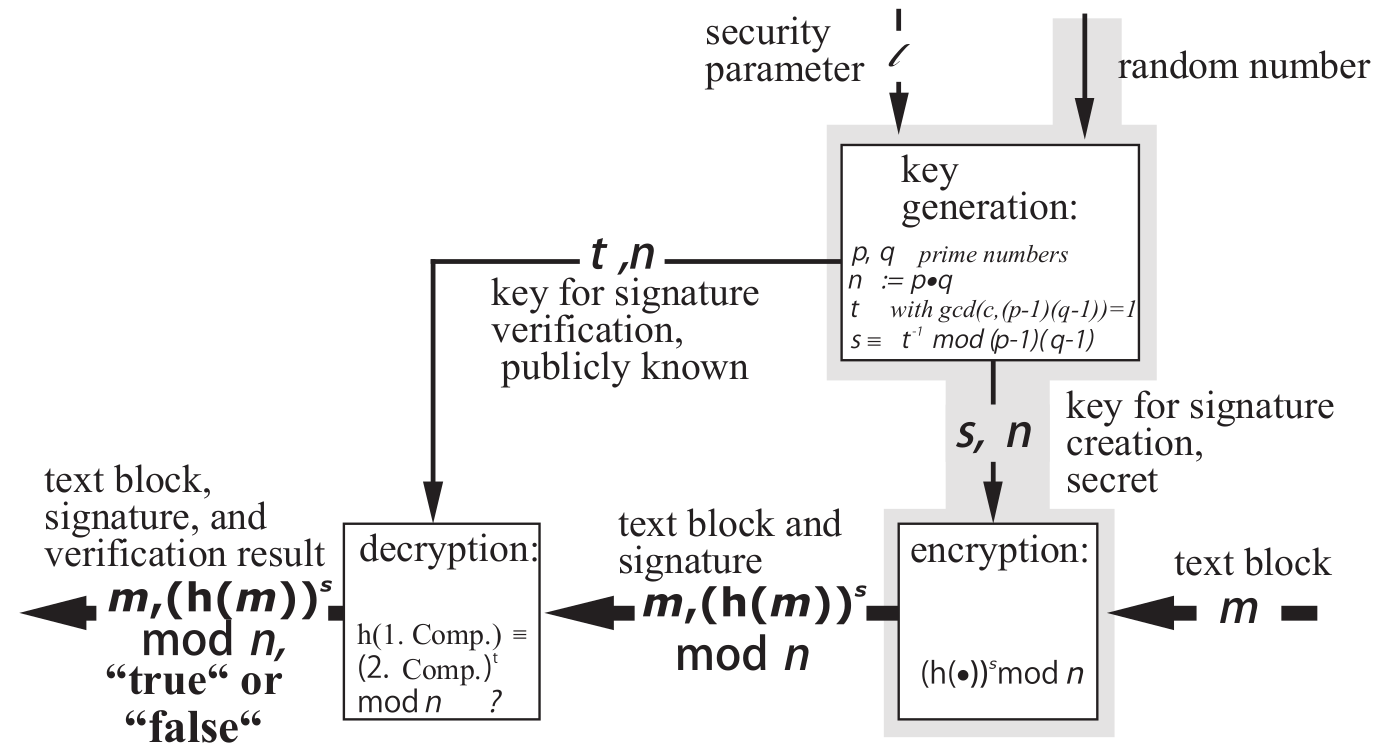 security
parameter
ℓ
random number
key
generation:
p, q prime numbers
n := p•q
t with gcd(c,(p-1)(q-1))=1
s ≡ t⁻¹ mod (p-1)(q-1)
t ,n
key for signature
verification,
publicly known
s, n
key for signature
creation,
secret
text block,
signature, and
verification result
m,(h(m))ˢ
mod n,
“true“ or
“false“
decryption:
h(1. Comp.) ≡
(2. Comp.)ᵗ
mod n ?
text block and
signature
m,(h(m))ˢ
mod n
encryption:
(h(•))ˢmod n
text block
m